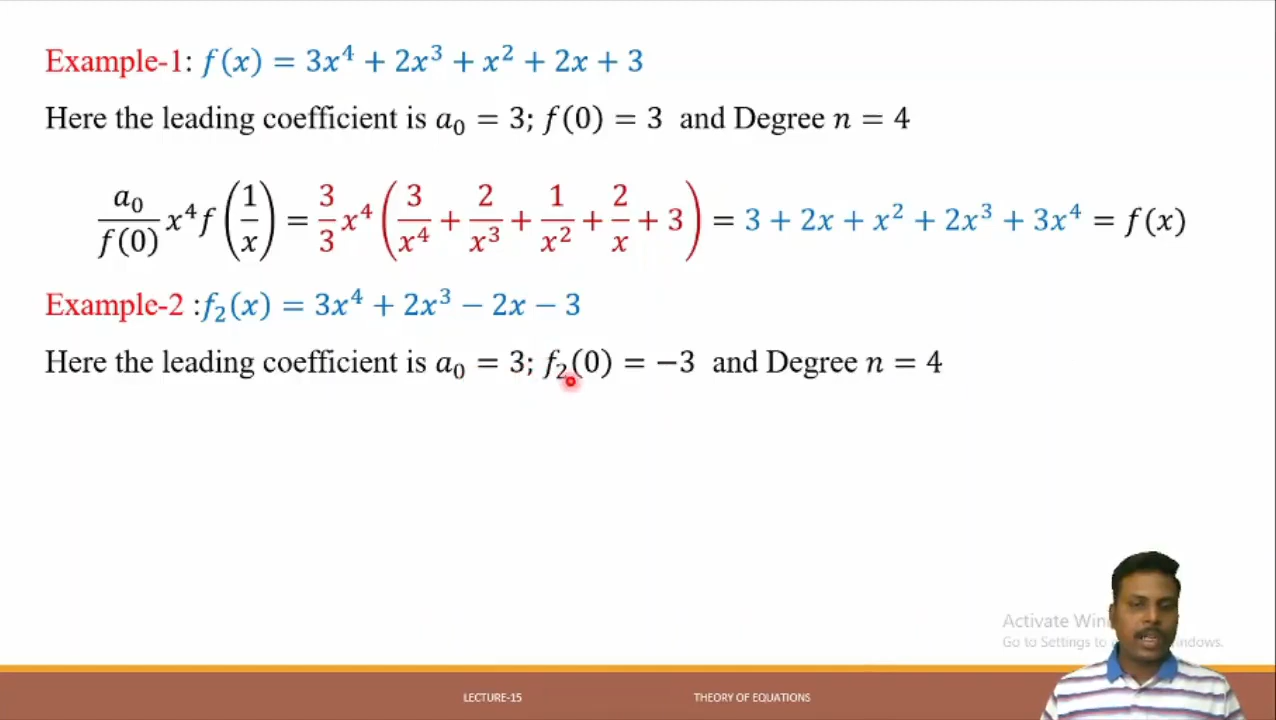 Example-1: f(x) = 3x⁴ + 2x³ + x² + 2x + 3
Here the leading coefficient is a₀ = 3; f(0) = 3 and Degree n = 4
a₀/f(0) x⁴f(1/x) = 3/3 x⁴(3/x⁴ + 2/x³ + 1/x² + 2/x + 3) = 3 + 2x + x² + 2x³ + 3x⁴ = f(x)
Example-2 :f₂(x) = 3x⁴ + 2x³ − 2x − 3
Here the leading coefficient is a₀ = 3; f₂(0) = −3 and Degree n = 4
Activate
Go to Settings to
LECTURE-15 THEORY OF EQUATIONS